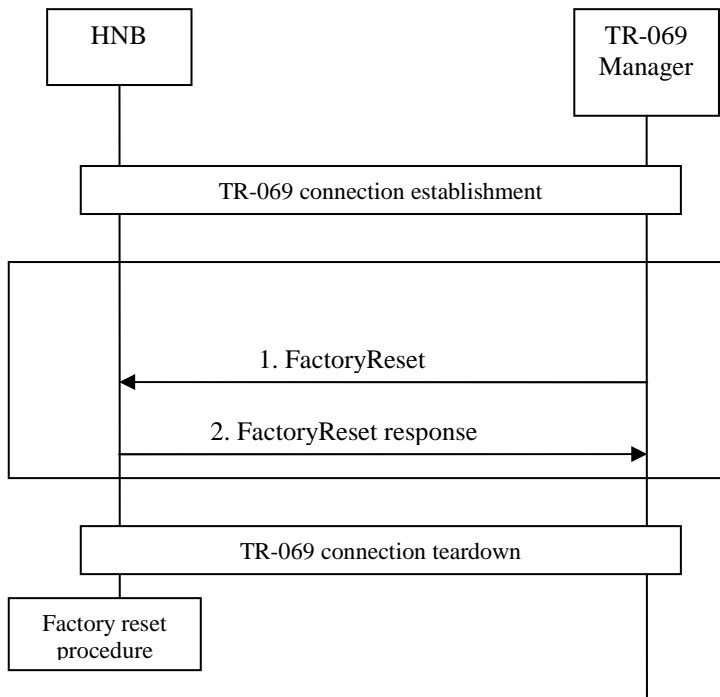 HNB
TR-069
Manager
TR-069 connection establishment
1. FactoryReset
2. FactoryReset response
TR-069 connection teardown
Factory reset
procedure